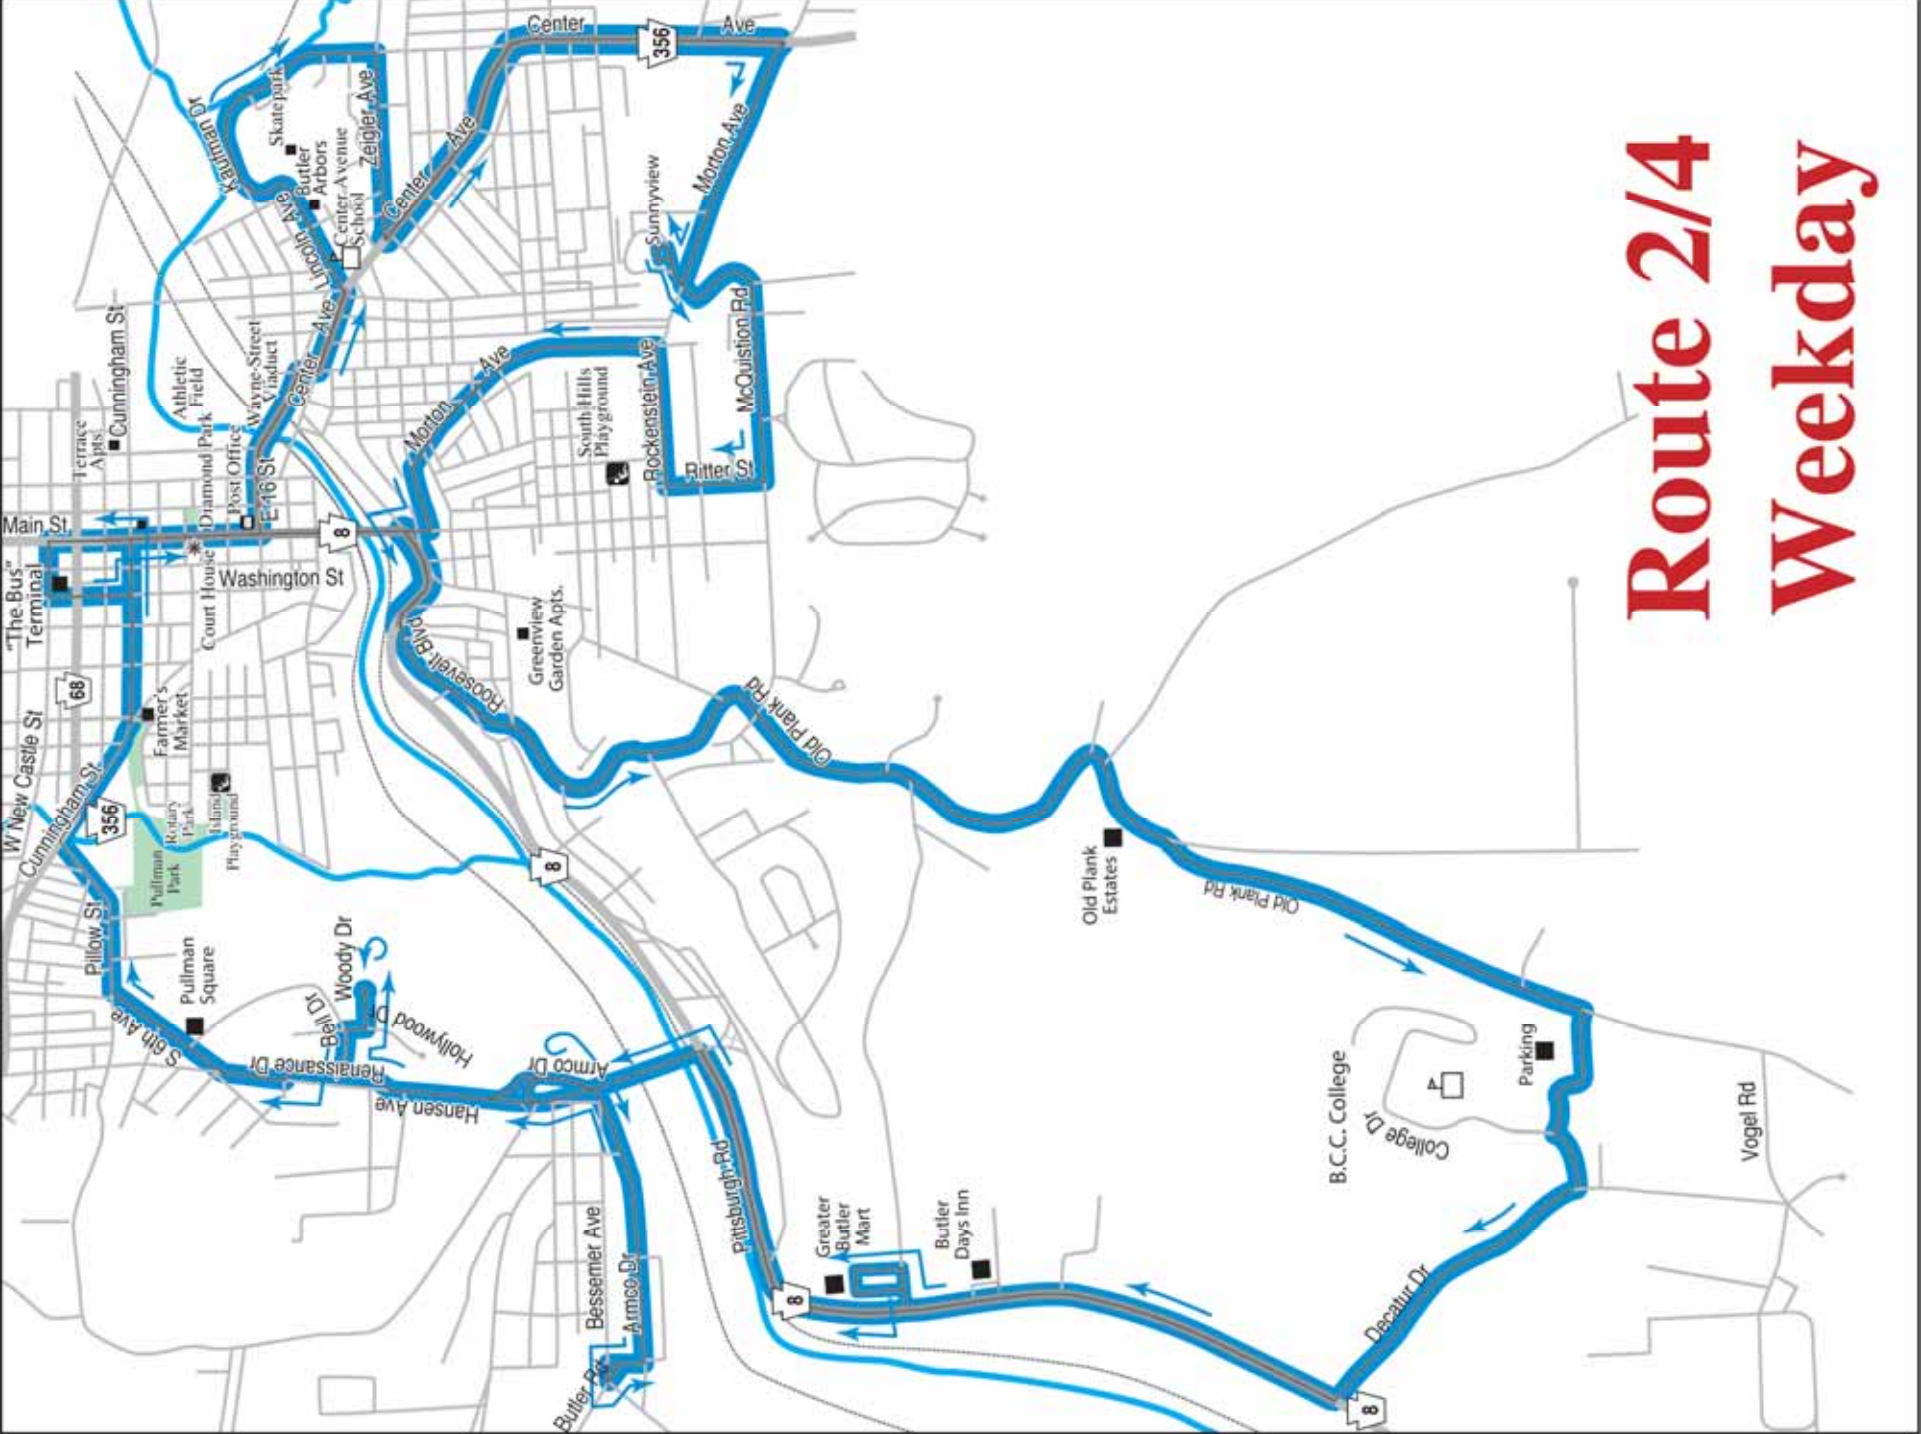 Route 2/4
Weekday
Center
Ave
356
Morton Ave
Kaufman Dr
Skatepark
Butler
Arbors
Center Avenue
School
Zeigler Ave
Lincoln Ave
Center Ave
Sunnyview
McQuistion Rd
Rockenstein Ave
Ritter St
South Hills
Playground
Morton Ave
Center Ave
Wayne Street
Viaduct
Athletic
Field
Cunningham St
Terrace
Apts
Diamond Park
Post Office
E 16 St
Main St
"The Bus"
Terminal
Court House
Washington St
8
68
Farmer's
Market
W New Castle St
Cunningham St
356
Rotary
Park
Island
Playground
Pullman
Park
Pillow St
Pullman
Square
S 6th Ave
Woody Dr
Bell Dr
Hollywood Dr
Renaissance Dr
Hansen Ave
Armco Dr
Greenview
Garden Apts.
Roosevelt Blvd
Old Plank Rd
Old Plank Rd
8
Old Plank
Estates
Old Plank Rd
Parking
B.C.C. College
College Dr
Vogel Rd
Decatur Dr
Pittsburgh Rd
Greater
Butler
Mart
Butler
Days Inn
8
8
Bessemer Ave
Armco Dr
Butler Rd